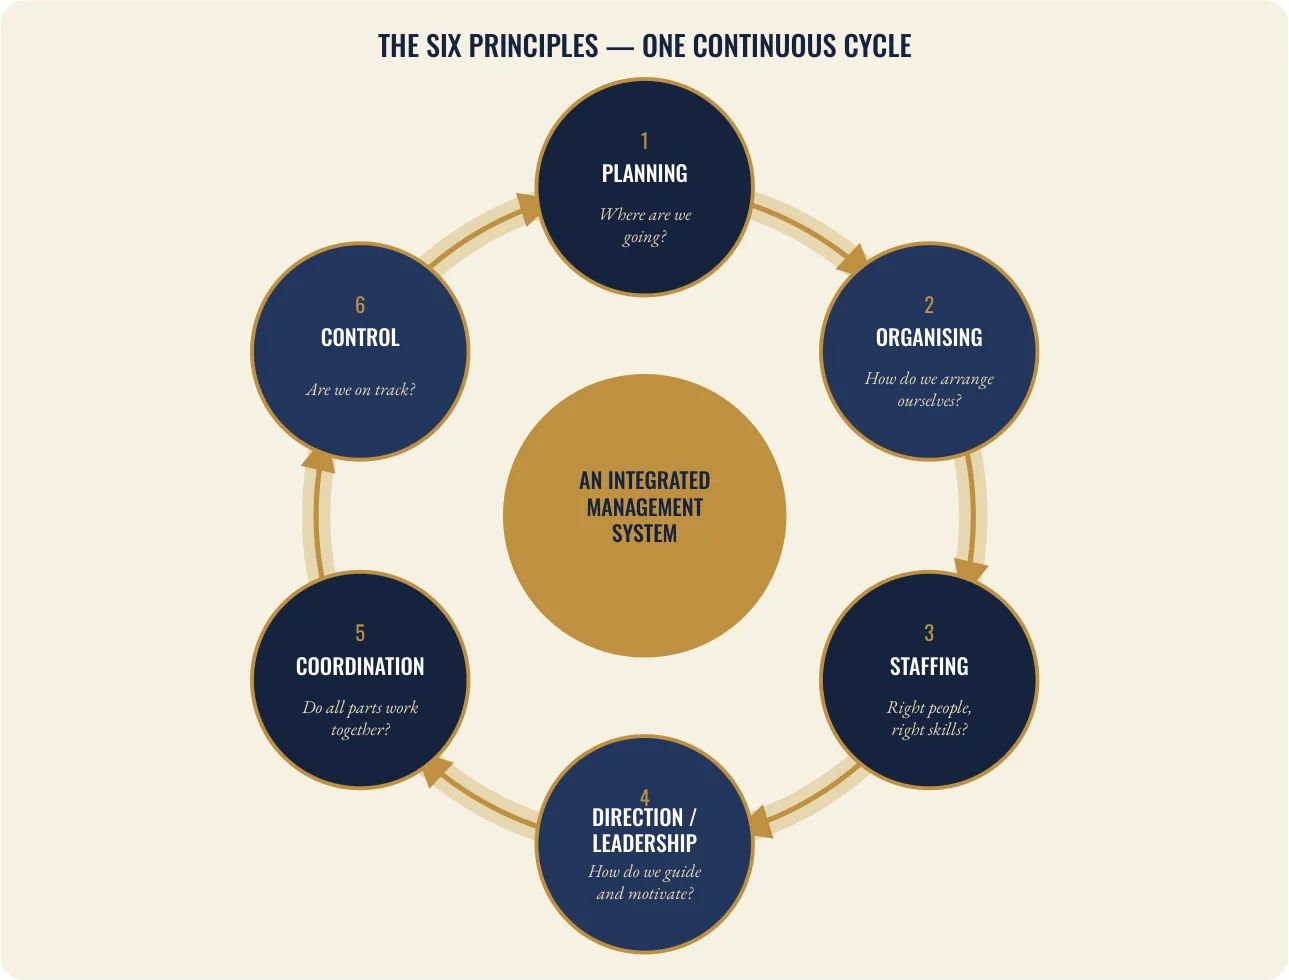 THE SIX PRINCIPLES — ONE CONTINUOUS CYCLE
1
PLANNING
Where are we
going?
2
ORGANISING
How do we arrange
ourselves?
3
STAFFING
Right people,
right skills?
4
DIRECTION /
LEADERSHIP
How do we guide
and motivate?
5
COORDINATION
Do all parts work
together?
6
CONTROL
Are we on track?
AN INTEGRATED
MANAGEMENT
SYSTEM